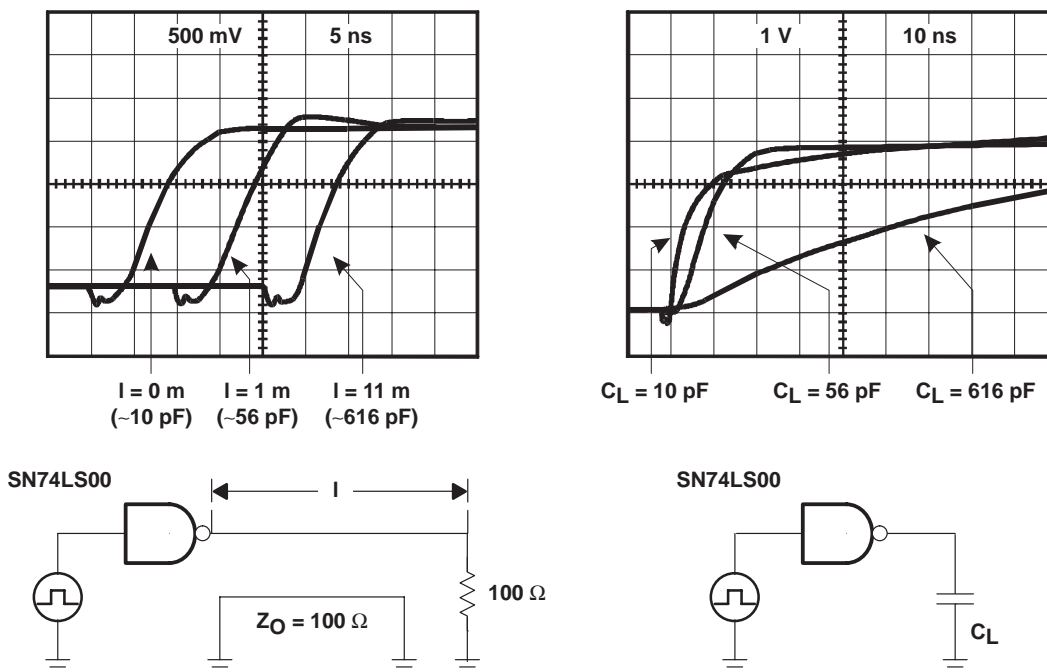 500 mV 5 ns
l = 0 m
(~10 pF)
l = 1 m
(~56 pF)
l = 11 m
(~616 pF)
1 V 10 ns
CL = 10 pF CL = 56 pF CL = 616 pF
SN74LS00
l
100 Ω
ZO = 100 Ω
SN74LS00
CL